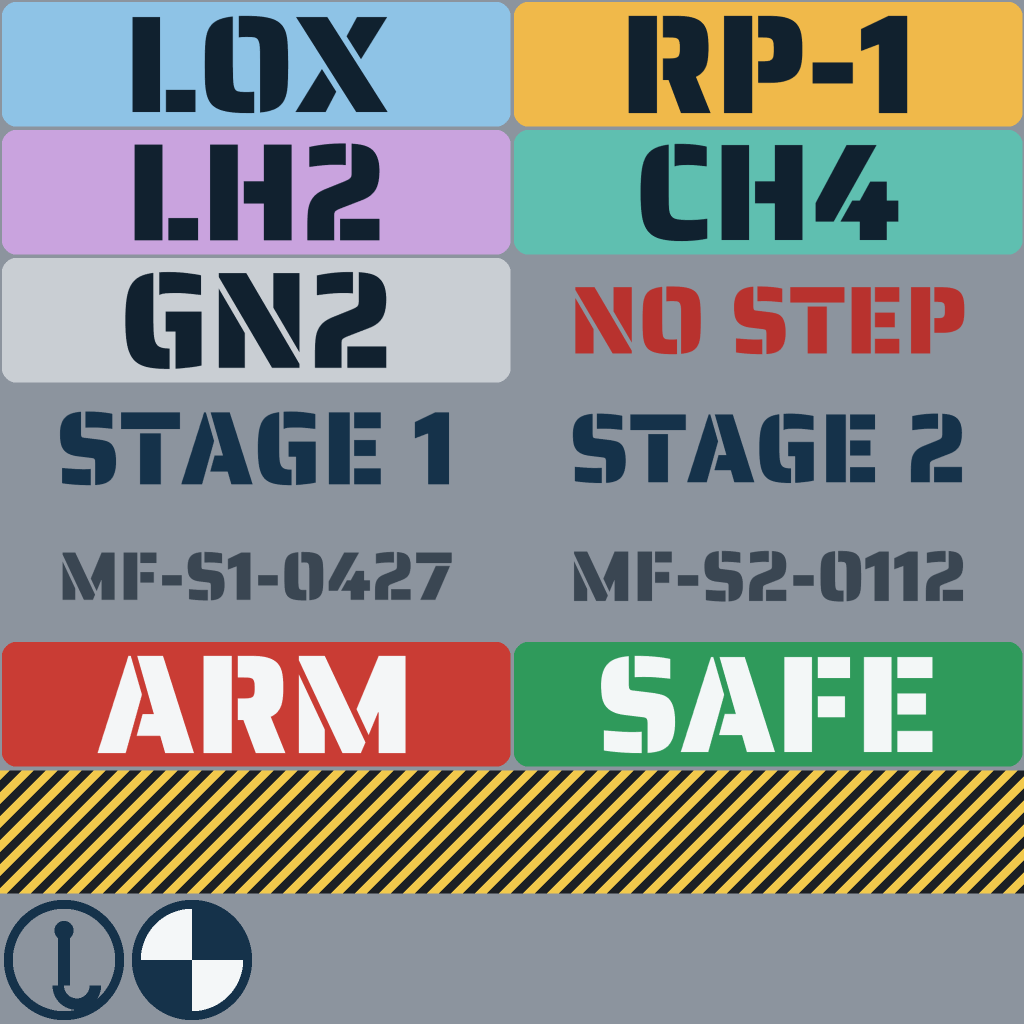 LOX
RP-1
LH2
CH4
GN2
NO STEP
STAGE 1
STAGE 2
MF-S1-0427
MF-S2-0112
ARM
SAFE